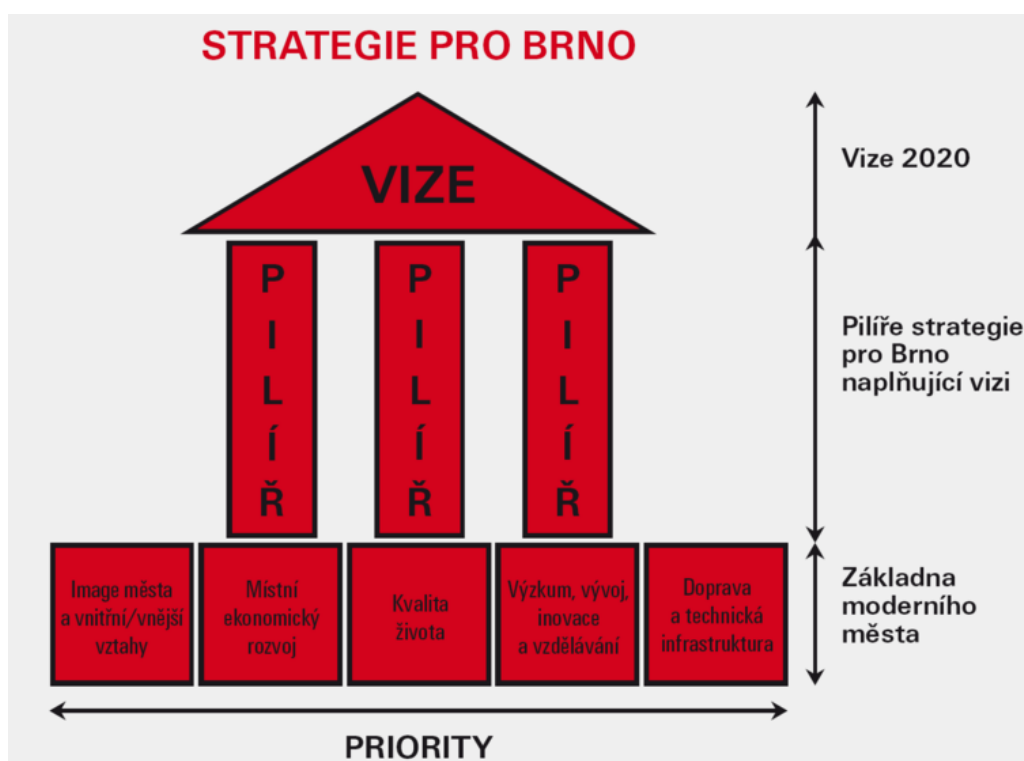 STRATEGIE PRO BRNO
VIZE
Vize 2020
P
I
L
Í
Ř
P
I
L
Í
Ř
P
I
L
Í
Ř
Pilíře strategie
pro Brno
naplňující vizi
Image města
a vnitřní/vnější
vztahy
Místní
ekonomický
rozvoj
Kvalita
života
Výzkum, vývoj,
inovace
a vzdělávání
Doprava
a technická
infrastruktura
Základna
moderního
města
PRIORITY